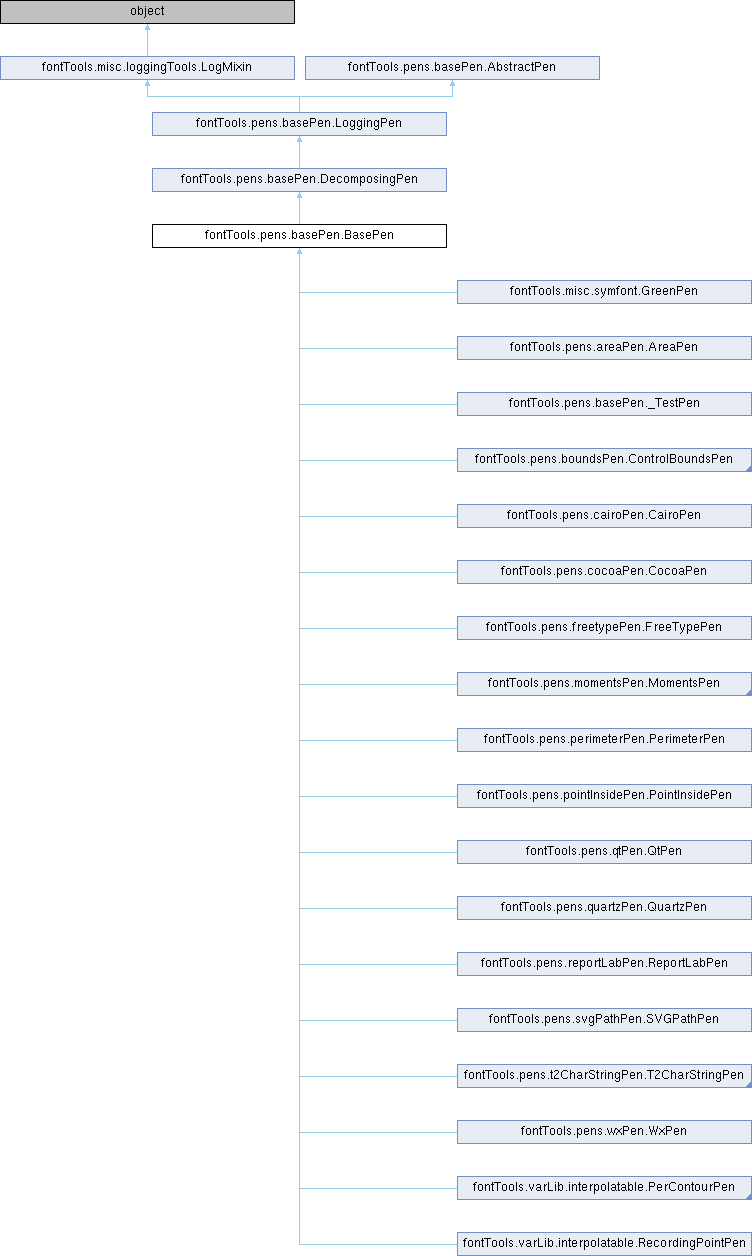 object
fontTools.misc.loggingTools.LogMixin
fontTools.pens.basePen.AbstractPen
fontTools.pens.basePen.LoggingPen
fontTools.pens.basePen.DecomposingPen
fontTools.pens.basePen.BasePen
fontTools.misc.symfont.GreenPen
fontTools.pens.areaPen.AreaPen
fontTools.pens.basePen._TestPen
fontTools.pens.boundsPen.ControlBoundsPen
fontTools.pens.cairoPen.CairoPen
fontTools.pens.cocoaPen.CocoaPen
fontTools.pens.freetypePen.FreeTypePen
fontTools.pens.momentsPen.MomentsPen
fontTools.pens.perimeterPen.PerimeterPen
fontTools.pens.pointInsidePen.PointInsidePen
fontTools.pens.qtPen.QtPen
fontTools.pens.quartzPen.QuartzPen
fontTools.pens.reportLabPen.ReportLabPen
fontTools.pens.svgPathPen.SVGPathPen
fontTools.pens.t2CharStringPen.T2CharStringPen
fontTools.pens.wxPen.WxPen
fontTools.varLib.interpolatable.PerContourPen
fontTools.varLib.interpolatable.RecordingPointPen